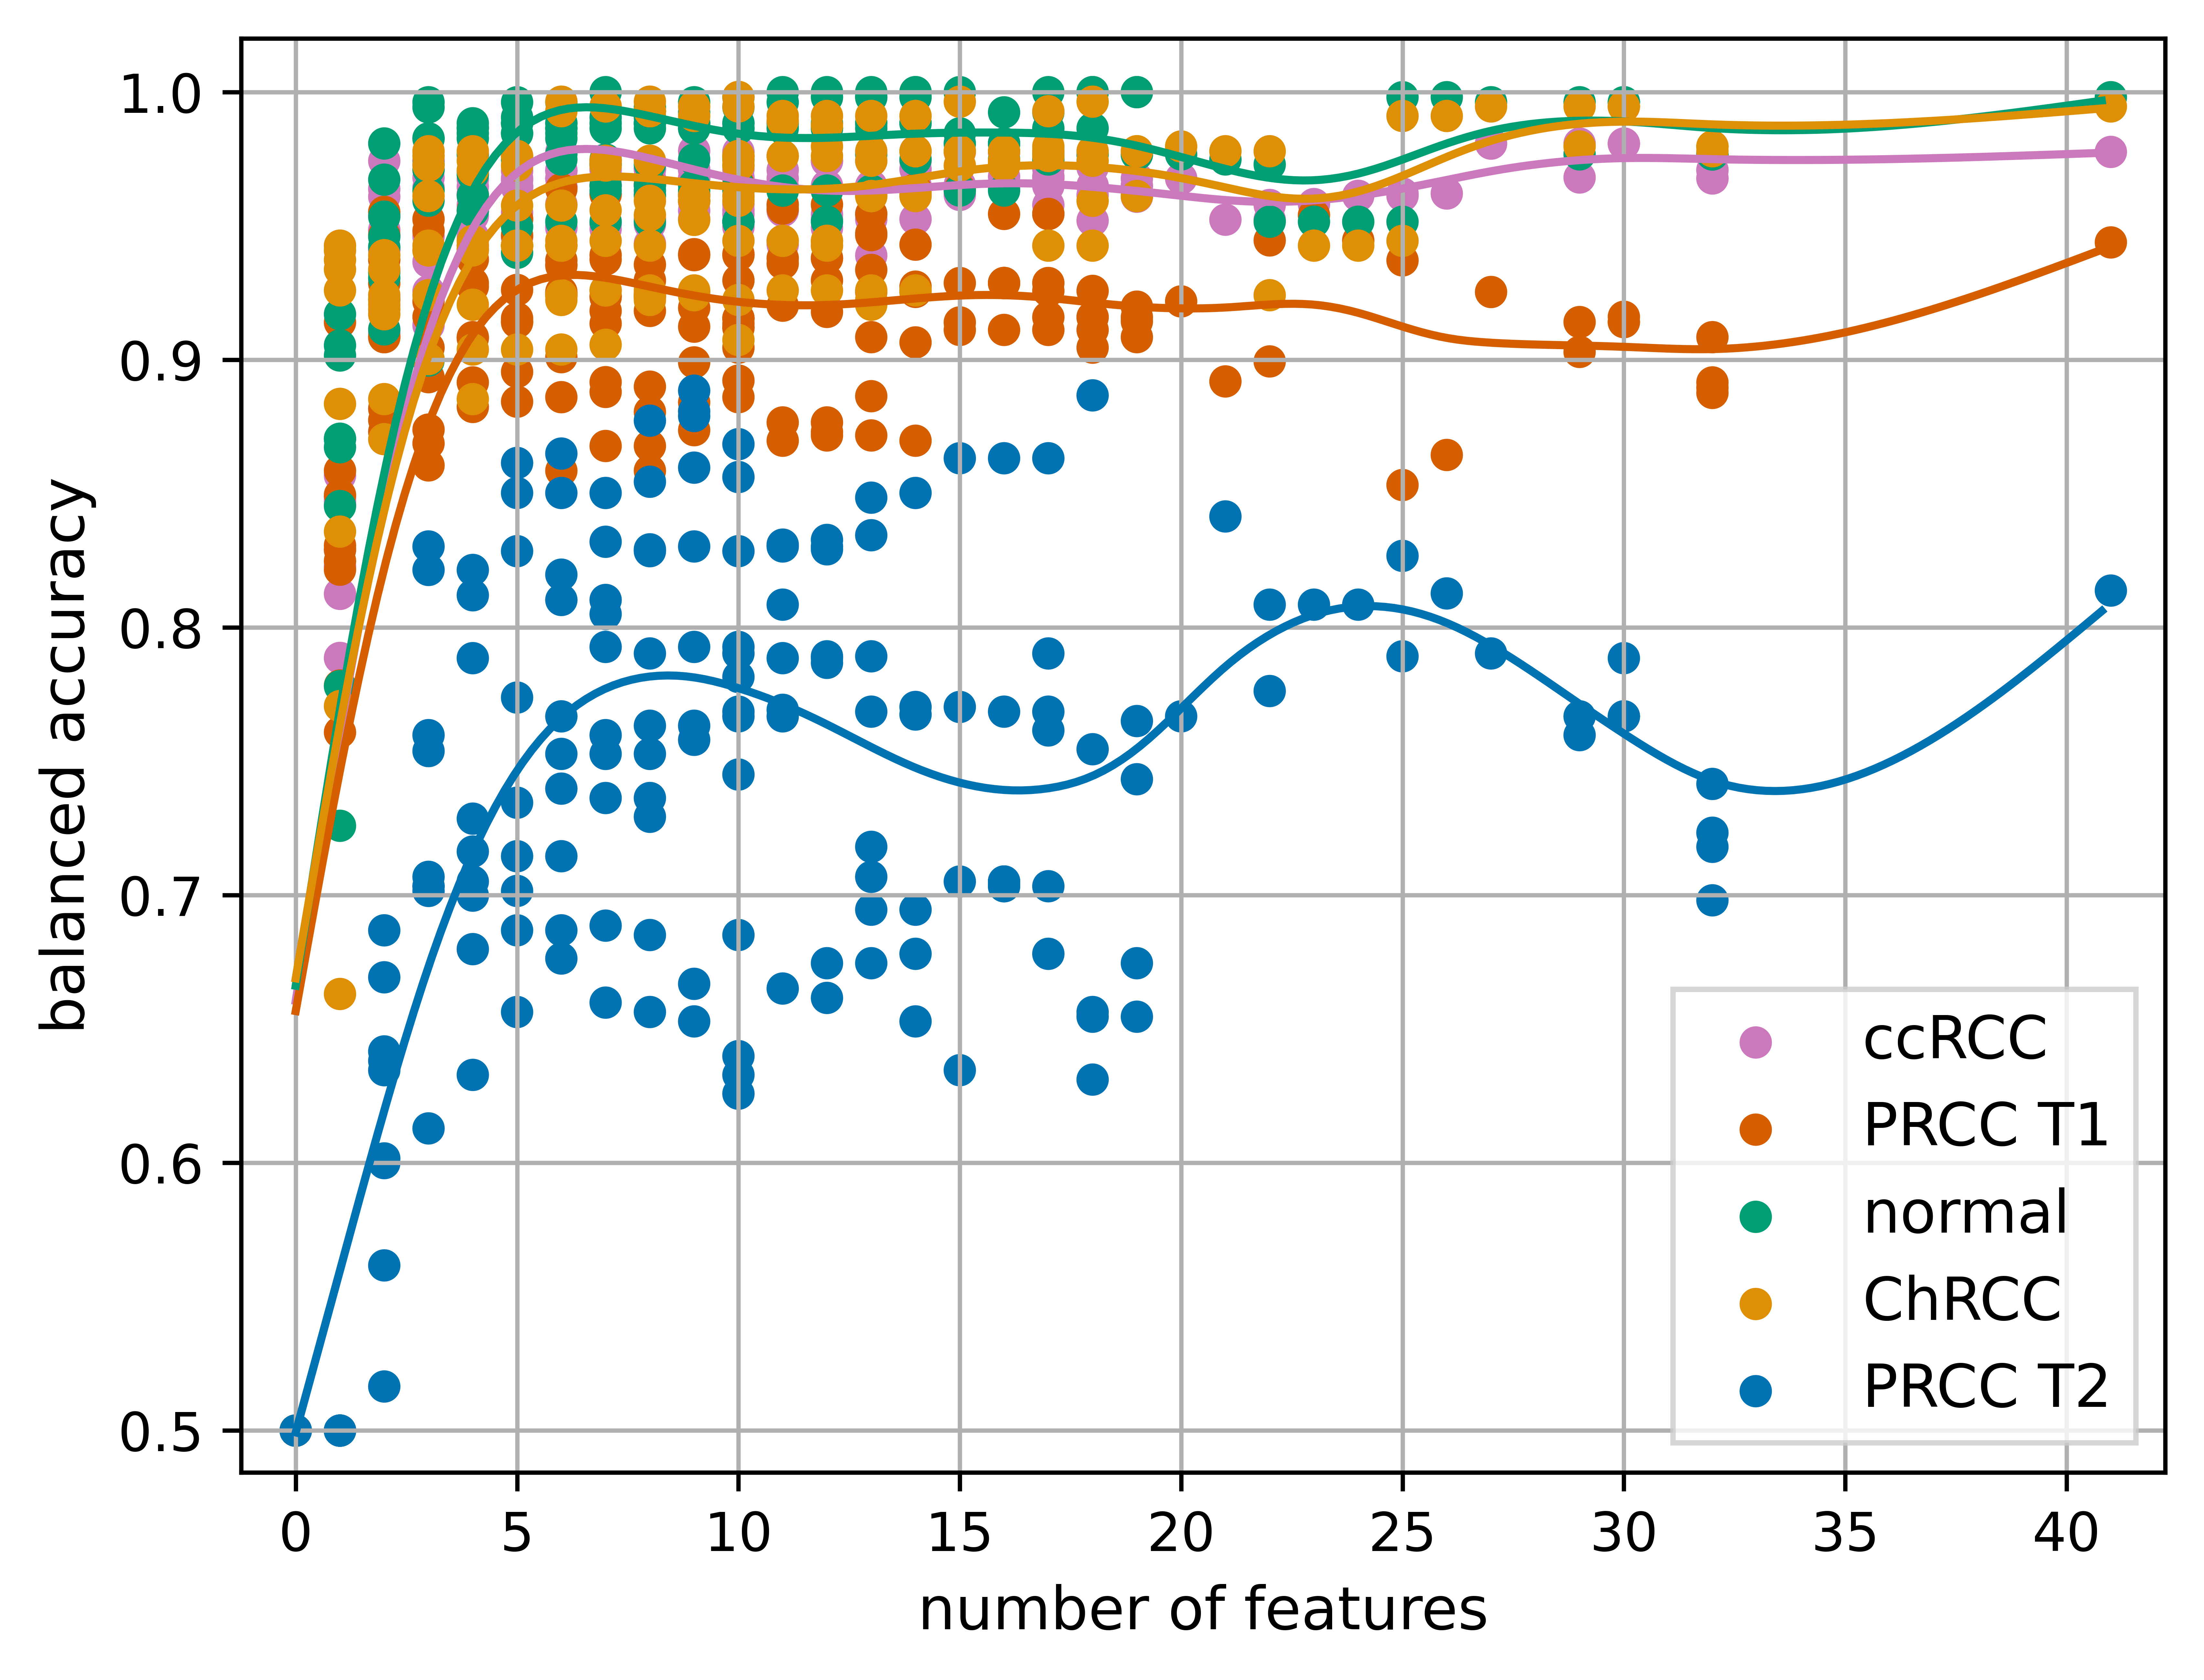 1.0
0.9
0.8
0.7
0.6
0.5
balanced accuracy
0 5 10 15 20 25 30 35 40
number of features
ccRCC
PRCC T1
normal
ChRCC
PRCC T2